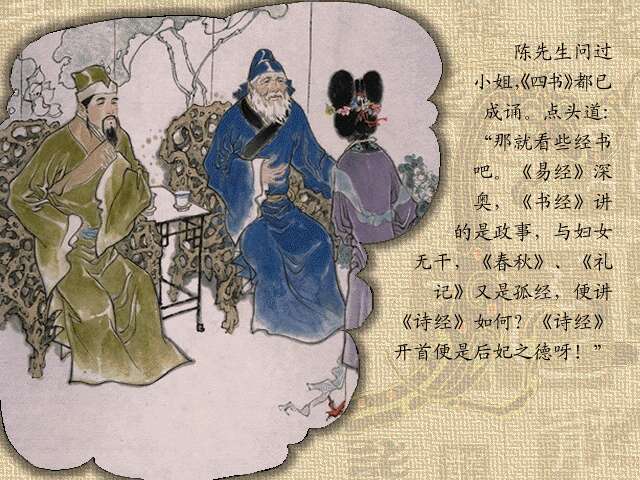 陈先生问过
小姐,《四书》都已
成诵。点头道:
“那就看些经书
吧。《易经》深
奥，《书经》讲
的是政事，与妇女
无干，《春秋》、《礼
记》又是孤经，便讲
《诗经》如何？《诗经》
开首便是后妃之德呀！”